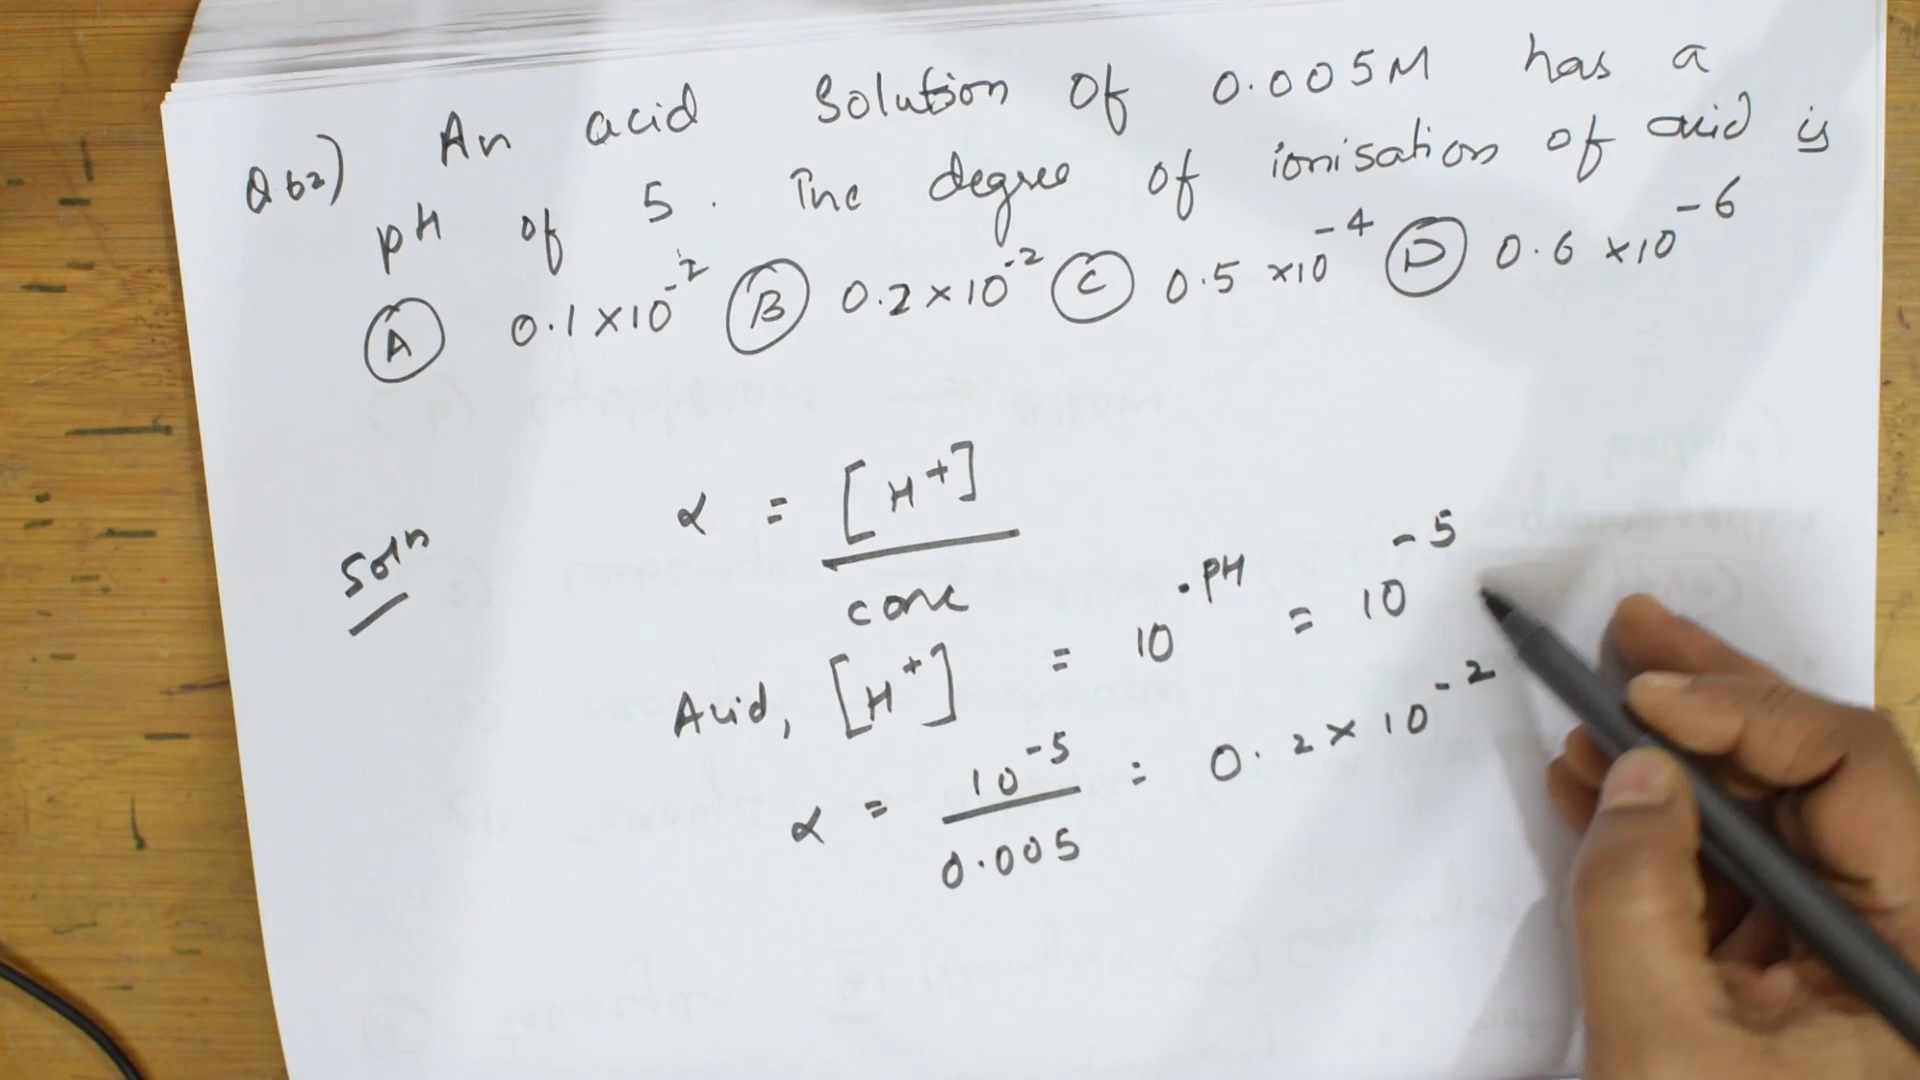 Q62) An acid solution of 0.005M has a
pH of 5. The degree of ionisation of acid is
(A) 0.1 × 10⁻² (B) 0.2 × 10⁻² (C) 0.5 × 10⁻⁴ (D) 0.6 × 10⁻⁶
Soln
α = [H⁺] / conc
Acid, [H⁺] = 10^-PH = 10⁻⁵
α = 10⁻⁵ / 0.005 = 0.2 × 10⁻²